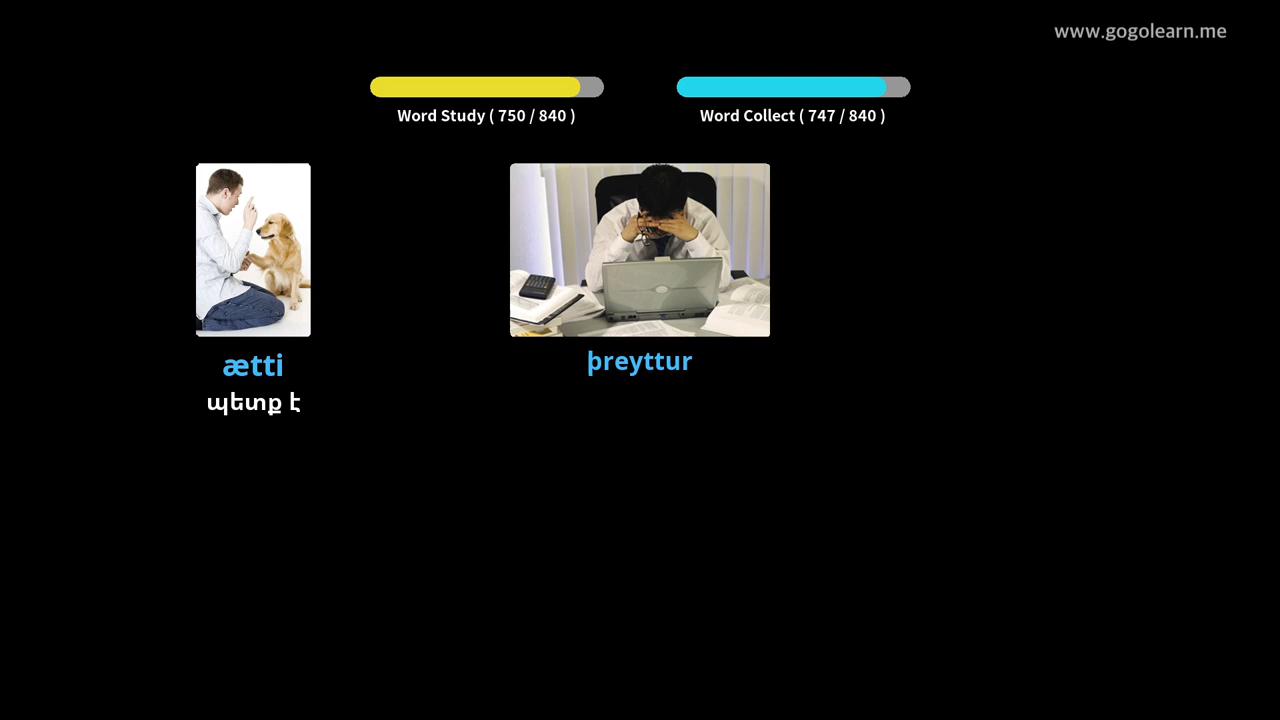 www.gogolearn.me
Word Study ( 750 / 840 )
Word Collect ( 747 / 840 )
ætti
պետք է
þreyttur